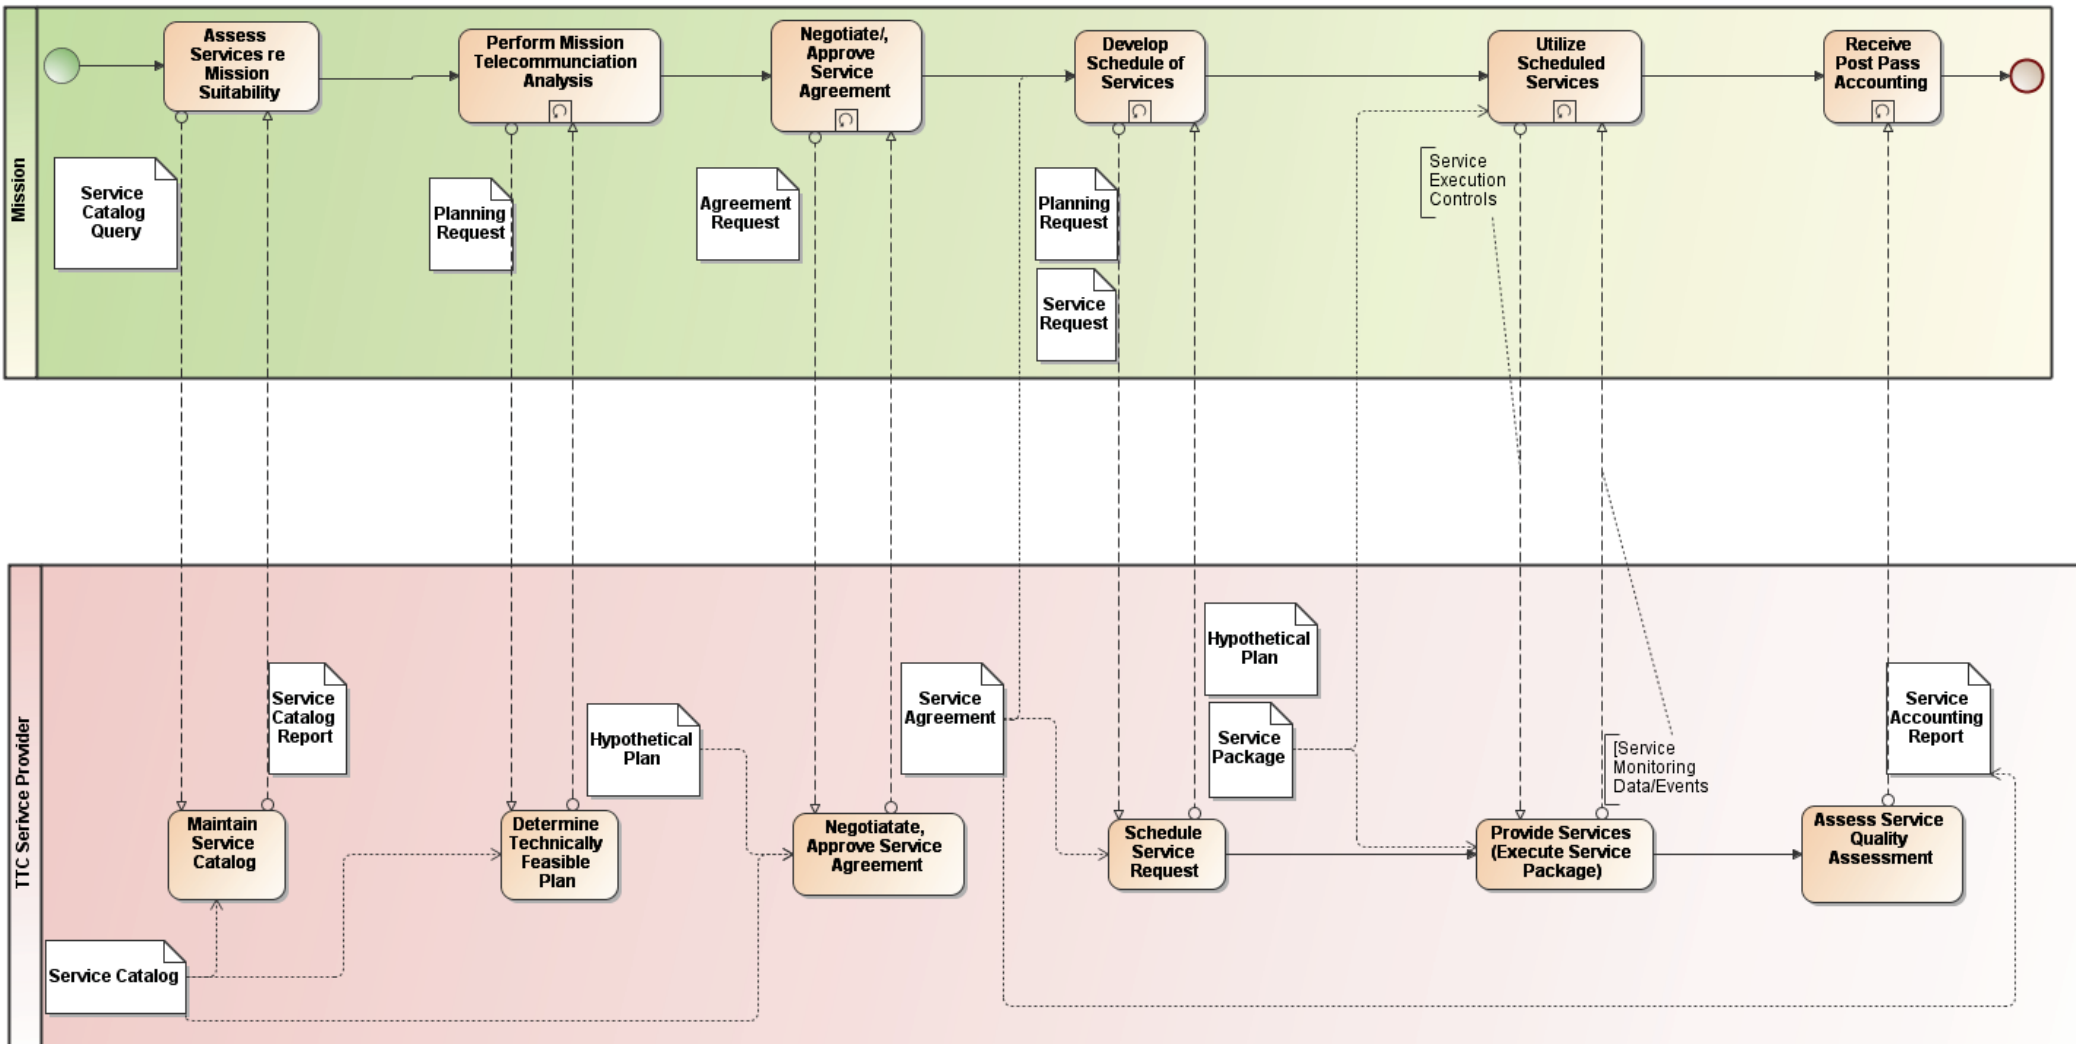 Mission
Assess
Services re
Mission
Suitability
Perform Mission
Telecommunciation
Analysis
Negotiate/,
Approve
Service
Agreement
Develop
Schedule of
Services
Utilize
Scheduled
Services
Receive
Post Pass
Accounting
Service
Catalog
Query
Planning
Request
Agreement
Request
Planning
Request
Service
Request
Service
Execution
Controls
TTC Serivce Provider
Service
Catalog
Report
Hypothetical
Plan
Service
Agreement
Hypothetical
Plan
Service
Package
[Service
Monitoring
Data/Events
Service
Accounting
Report
Maintain
Service
Catalog
Determine
Technically
Feasible
Plan
Negotiatate,
Approve Service
Agreement
Schedule
Service
Request
Provide Services
(Execute Service
Package)
Assess Service
Quality
Assessment
Service Catalog